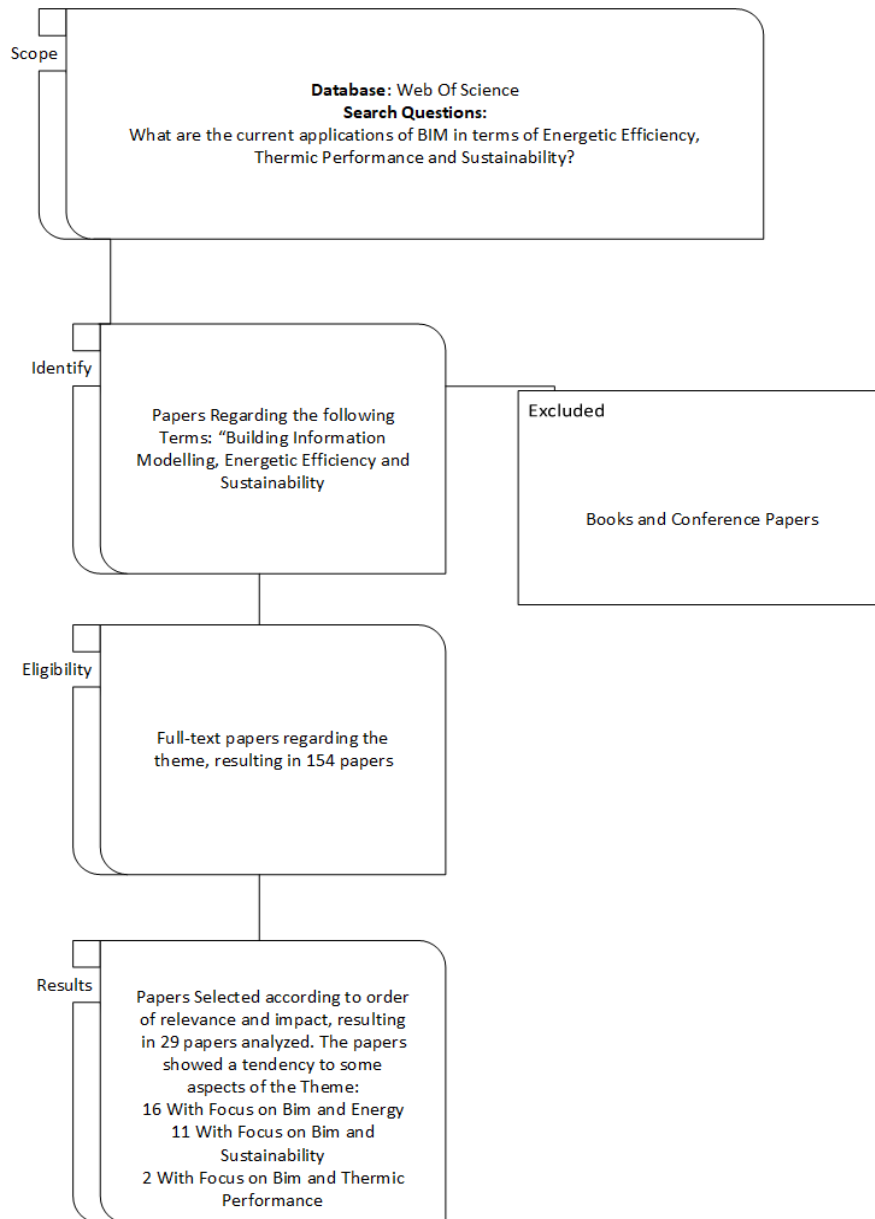 Scope
Database: Web Of Science
Search Questions:
What are the current applications of BIM in terms of Energetic Efficiency,
Thermic Performance and Sustainability?
Identify
Papers Regarding the following
Terms: “Building Information
Modelling, Energetic Efficiency and
Sustainability
Excluded
Books and Conference Papers
Eligibility
Full-text papers regarding the
theme, resulting in 154 papers
Results
Papers Selected according to order
of relevance and impact, resulting
in 29 papers analyzed. The papers
showed a tendency to some
aspects of the Theme:
16 With Focus on Bim and Energy
11 With Focus on Bim and
Sustainability
2 With Focus on Bim and Thermic
Performance